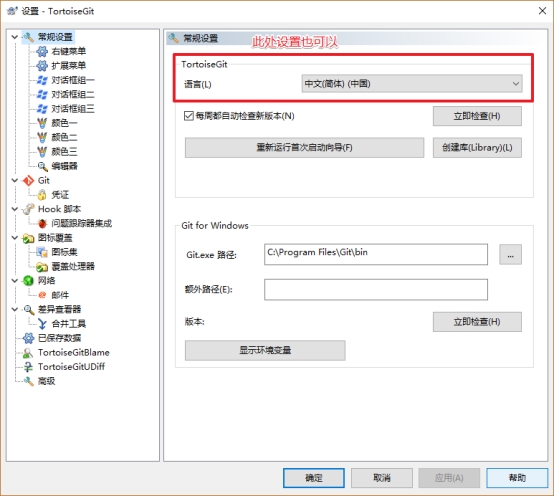 设置 - TortoiseGit
常规设置
右键菜单
扩展菜单
对话框组一
对话框组二
对话框组三
颜色一
颜色二
颜色三
编辑器
Git
凭证
Hook 脚本
问题跟踪器集成
图标覆盖
图标集
覆盖处理器
网络
邮件
差异查看器
合并工具
已保存数据
TortoiseGitBlame
TortoiseGitUDiff
高级
常规设置
此处设置也可以
TortoiseGit
语言(L)
中文(简体) (中国)
每周都自动检查新版本(N)
立即检查(H)
重新运行首次启动向导(F)
创建库(Library)(L)
Git for Windows
Git.exe 路径:
C:\Program Files\Git\bin
...
额外路径(E):
版本:
立即检查(H)
显示环境变量
确定
取消
应用(A)
帮助